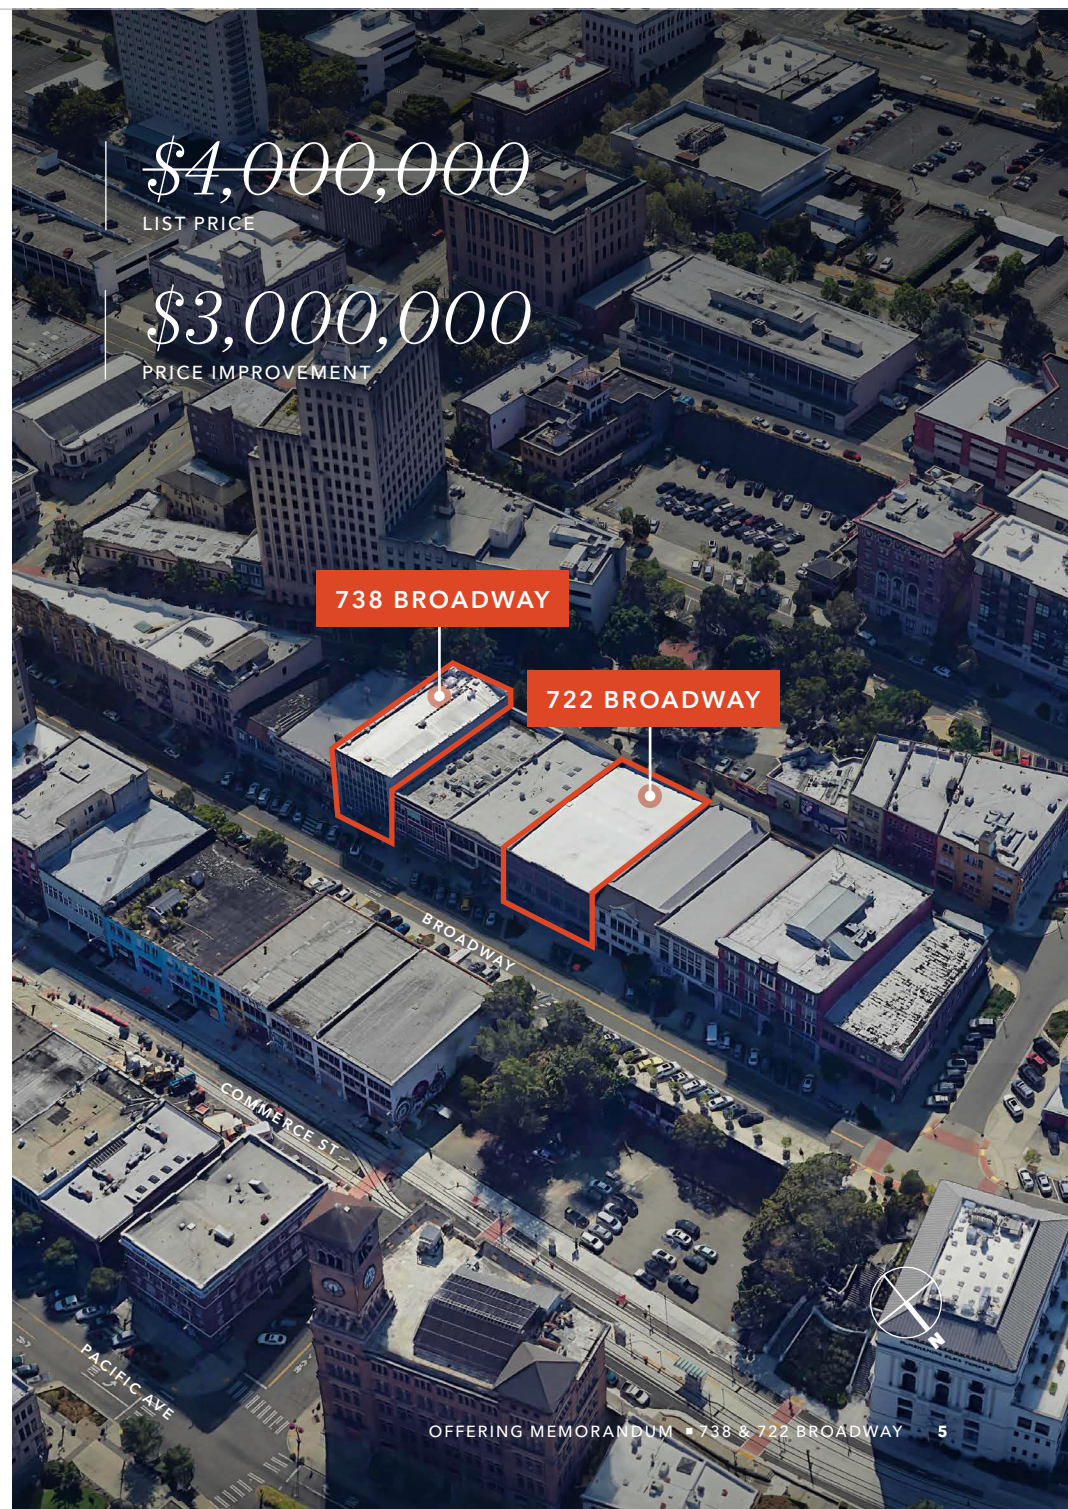 $4,000,000
LIST PRICE
$3,000,000
PRICE IMPROVEMENT
738 BROADWAY
722 BROADWAY
BROADWAY
COMMERCE ST
PACIFIC AVE
N
OFFERING MEMORANDUM ▪ 738 & 722 BROADWAY 5